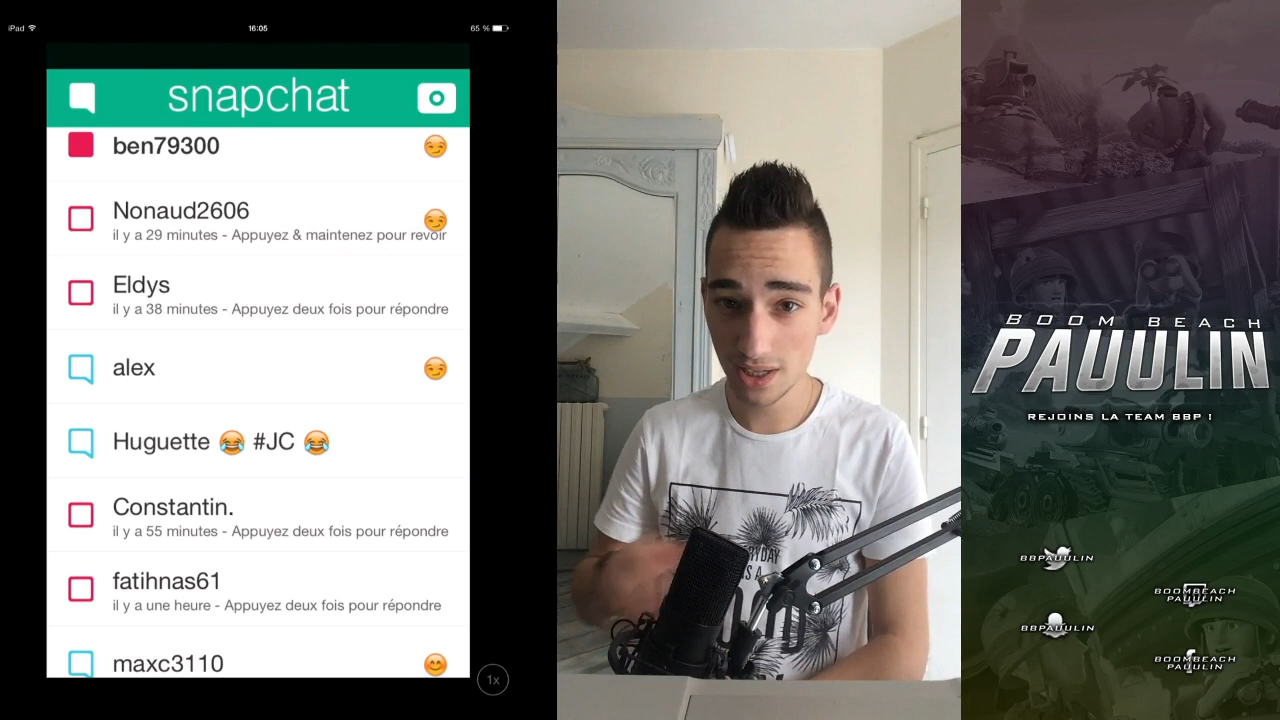 iPad
16:05
65 %
snapchat
ben79300
Nonaud2606
il y a 29 minutes - Appuyez & maintenez pour revoir
Eldys
il y a 38 minutes - Appuyez deux fois pour répondre
alex
Huguette 😂 #JC 😂
Constantin.
il y a 55 minutes - Appuyez deux fois pour répondre
fatihnas61
il y a une heure - Appuyez deux fois pour répondre
maxc3110
1x
BOOM BEACH
PAUULIN
REJOINS LA TEAM BBP !
BBPAUULIN
BOOMBEACH
PAUULIN
BBPAUULIN
BOOMBEACH
PAUULIN